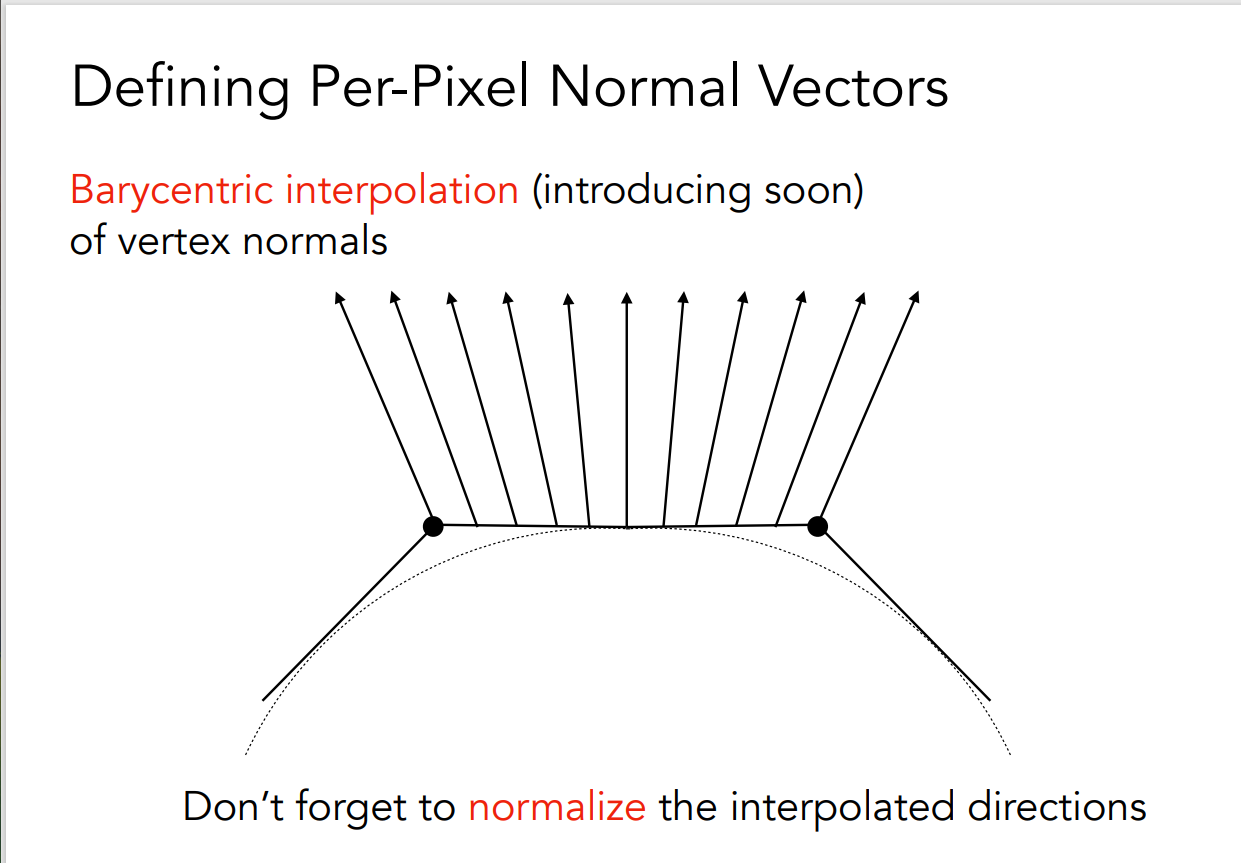 Defining Per-Pixel Normal Vectors
Barycentric interpolation (introducing soon)
of vertex normals
Don’t forget to normalize the interpolated directions